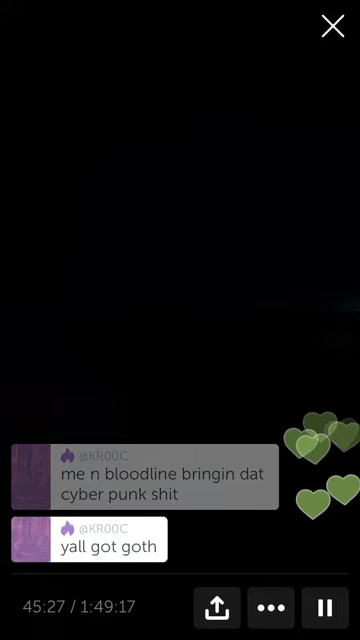 @KR00C
me n bloodline bringin dat
cyber punk shit
@KR00C
yall got goth
45:27 / 1:49:17